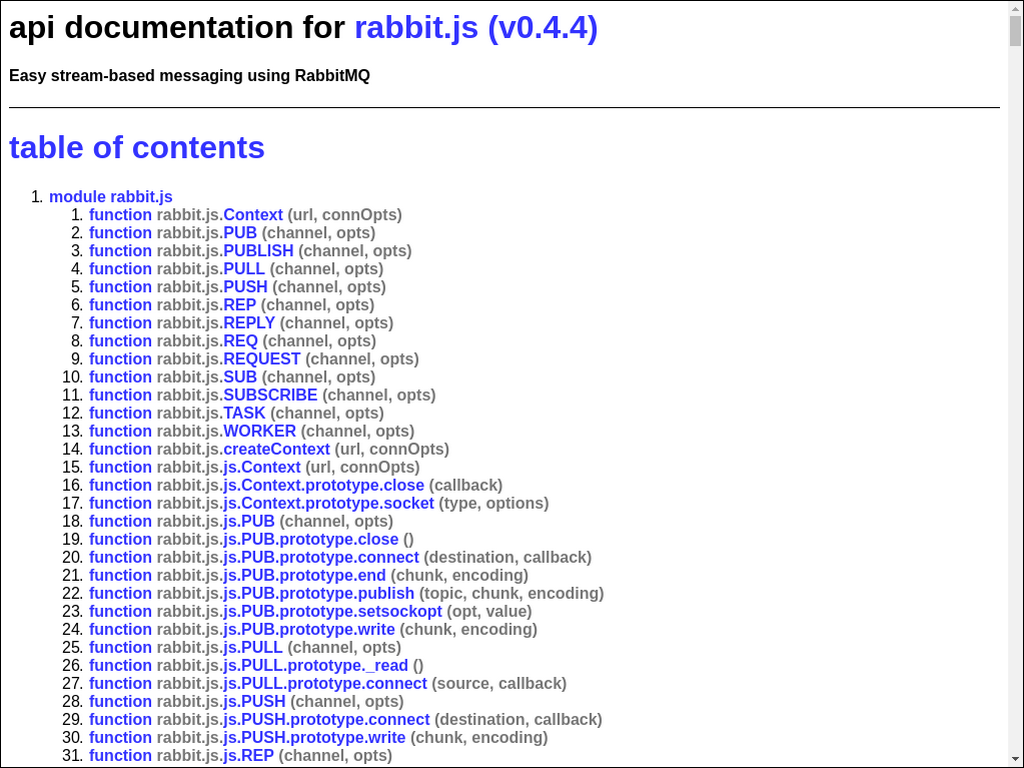 api documentation for rabbit.js (v0.4.4)
Easy stream-based messaging using RabbitMQ
table of contents
1. module rabbit.js
1. function rabbit.js.Context (url, connOpts)
2. function rabbit.js.PUB (channel, opts)
3. function rabbit.js.PUBLISH (channel, opts)
4. function rabbit.js.PULL (channel, opts)
5. function rabbit.js.PUSH (channel, opts)
6. function rabbit.js.REP (channel, opts)
7. function rabbit.js.REPLY (channel, opts)
8. function rabbit.js.REQ (channel, opts)
9. function rabbit.js.REQUEST (channel, opts)
10. function rabbit.js.SUB (channel, opts)
11. function rabbit.js.SUBSCRIBE (channel, opts)
12. function rabbit.js.TASK (channel, opts)
13. function rabbit.js.WORKER (channel, opts)
14. function rabbit.js.createContext (url, connOpts)
15. function rabbit.js.js.Context (url, connOpts)
16. function rabbit.js.js.Context.prototype.close (callback)
17. function rabbit.js.js.Context.prototype.socket (type, options)
18. function rabbit.js.js.PUB (channel, opts)
19. function rabbit.js.js.PUB.prototype.close ()
20. function rabbit.js.js.PUB.prototype.connect (destination, callback)
21. function rabbit.js.js.PUB.prototype.end (chunk, encoding)
22. function rabbit.js.js.PUB.prototype.publish (topic, chunk, encoding)
23. function rabbit.js.js.PUB.prototype.setsockopt (opt, value)
24. function rabbit.js.js.PUB.prototype.write (chunk, encoding)
25. function rabbit.js.js.PULL (channel, opts)
26. function rabbit.js.js.PULL.prototype._read ()
27. function rabbit.js.js.PULL.prototype.connect (source, callback)
28. function rabbit.js.js.PUSH (channel, opts)
29. function rabbit.js.js.PUSH.prototype.connect (destination, callback)
30. function rabbit.js.js.PUSH.prototype.write (chunk, encoding)
31. function rabbit.js.js.REP (channel, opts)